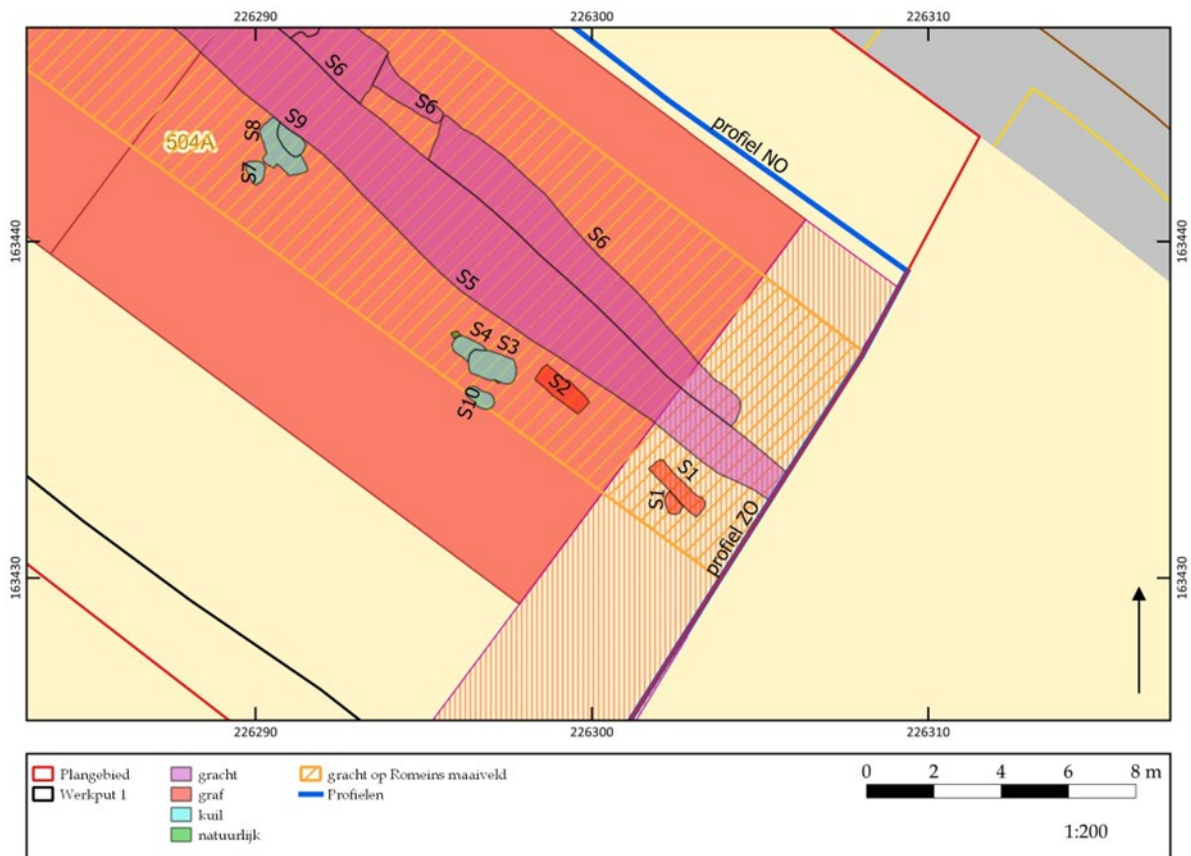 226290 226300 226310
S6
S6
profiel NO
S8 S9
504A
S7
163440 163440
S6
S5
S4 S3
S2
S10
S1
S1
profiel ZO
163430 163430
226290 226300 226310
Plangebied gracht gracht op Romeins maaiveld 0 2 4 6 8 m
Werkput 1 graf Profielen
kuil
natuurlijk 1:200